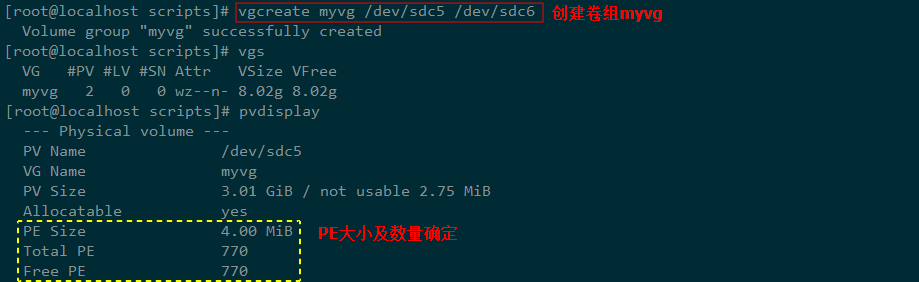 [root@localhost scripts]# vgcreate myvg /dev/sdc5 /dev/sdc6 创建卷组myvg
Volume group "myvg" successfully created
[root@localhost scripts]# vgs
VG #PV #LV #SN Attr VSize VFree
myvg 2 0 0 wz--n- 8.02g 8.02g
[root@localhost scripts]# pvdisplay
--- Physical volume ---
PV Name /dev/sdc5
VG Name myvg
PV Size 3.01 GiB / not usable 2.75 MiB
Allocatable yes
PE Size 4.00 MiB PE大小及数量确定
Total PE 770
Free PE 770